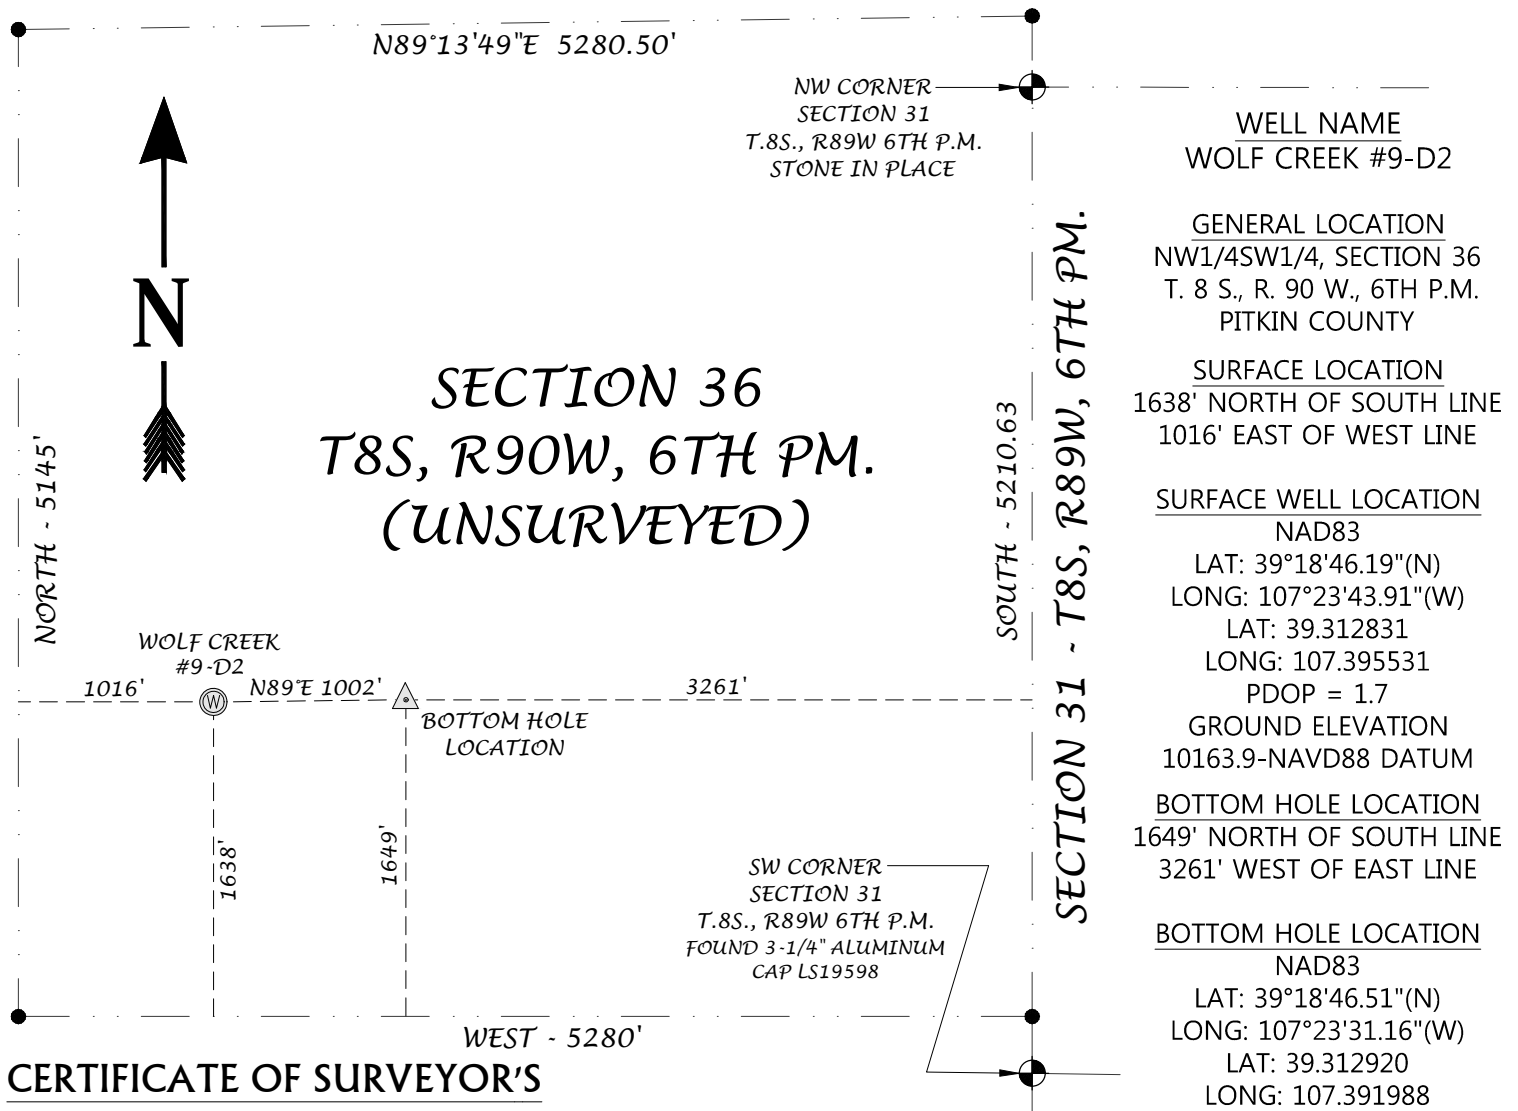 N89°13'49"E 5280.50'
NW CORNER
SECTION 31
T.8S., R89W 6TH P.M.
STONE IN PLACE
N
SECTION 36
T8S, R90W, 6TH PM.
(UNSURVEYED)
NORTH - 5145'
SOUTH - 5210.63
SECTION 31 - T8S, R89W, 6TH PM.
WOLF CREEK
#9-D2
1016'
W
N89°E 1002'
3261'
BOTTOM HOLE
LOCATION
1638'
1649'
SW CORNER
SECTION 31
T.8S., R89W 6TH P.M.
FOUND 3-1/4" ALUMINUM
CAP LS19598
WEST - 5280'
CERTIFICATE OF SURVEYOR'S
WELL NAME
WOLF CREEK #9-D2
GENERAL LOCATION
NW1/4SW1/4, SECTION 36
T. 8 S., R. 90 W., 6TH P.M.
PITKIN COUNTY
SURFACE LOCATION
1638' NORTH OF SOUTH LINE
1016' EAST OF WEST LINE
SURFACE WELL LOCATION
NAD83
LAT: 39°18'46.19"(N)
LONG: 107°23'43.91"(W)
LAT: 39.312831
LONG: 107.395531
PDOP = 1.7
GROUND ELEVATION
10163.9-NAVD88 DATUM
BOTTOM HOLE LOCATION
1649' NORTH OF SOUTH LINE
3261' WEST OF EAST LINE
BOTTOM HOLE LOCATION
NAD83
LAT: 39°18'46.51"(N)
LONG: 107°23'31.16"(W)
LAT: 39.312920
LONG: 107.391988